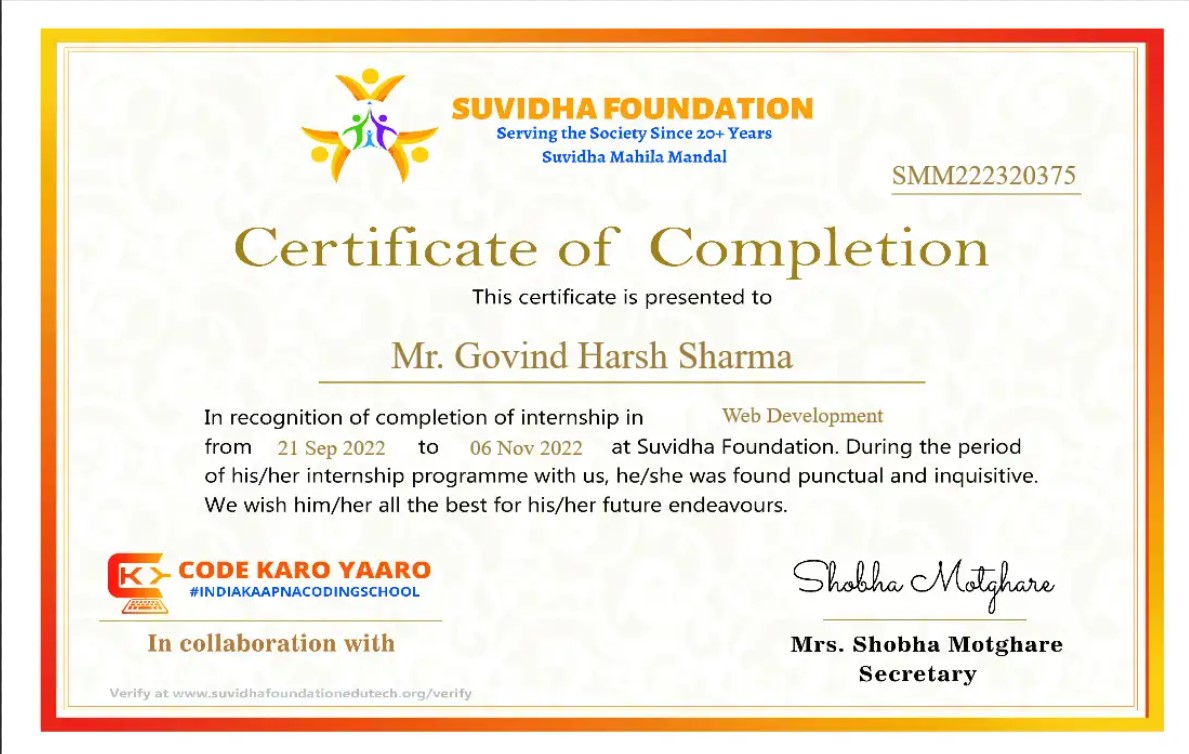 SUVIDHA FOUNDATION
Serving the Society Since 20+ Years
Suvidha Mahila Mandal
SMM222320375
Certificate of Completion
This certificate is presented to
Mr. Govind Harsh Sharma
In recognition of completion of internship in Web Development
from 21 Sep 2022 to 06 Nov 2022 at Suvidha Foundation. During the period
of his/her internship programme with us, he/she was found punctual and inquisitive.
We wish him/her all the best for his/her future endeavours.
CODE KARO YAARO
#INDIAKAAPNACODINGSCHOOL
In collaboration with
Shobha Motghare
Mrs. Shobha Motghare
Secretary
Verify at www.suvidhafoundationedutech.org/verify